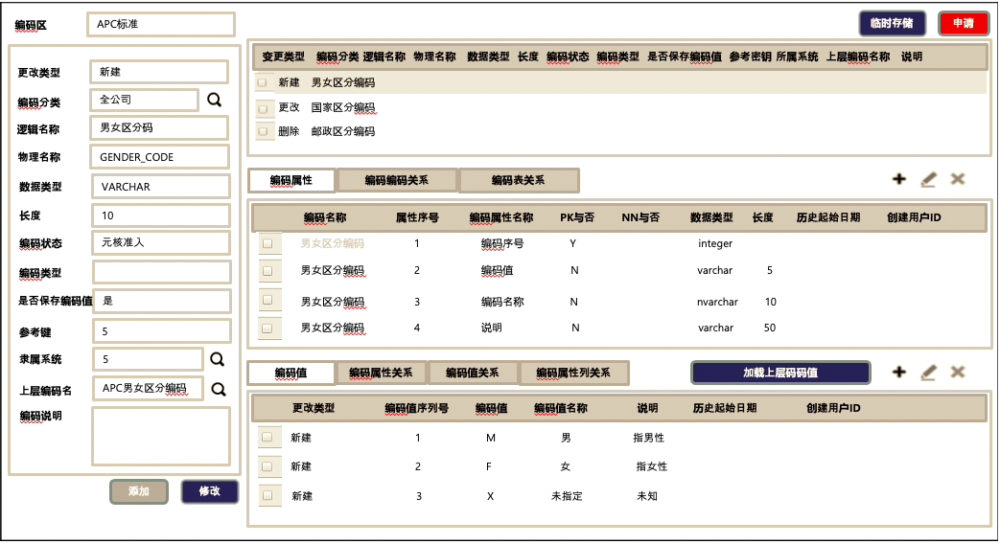 编码区 APC标准 临时存储 申请
更改类型 新建
编码分类 全公司
逻辑名称 男女区分码
物理名称 GENDER_CODE
数据类型 VARCHAR
长度 10
编码状态 元核准入
编码类型
是否保存编码值 是
参考键 5
隶属系统 5
上层编码名 APC男女区分编码
编码说明
添加 修改
变更类型 编码分类 逻辑名称 物理名称 数据类型 长度 编码状态 编码类型 是否保存编码值 参考密钥 所属系统 上层编码名称 说明
新建 男女区分编码
更改 国家区分编码
删除 邮政区分编码
编码属性 编码编码关系 编码表关系
编码名称 属性序号 编码属性名称 PK与否 NN与否 数据类型 长度 历史起始日期 创建用户ID
男女区分编码 1 编码序号 Y integer
男女区分编码 2 编码值 N varchar 5
男女区分编码 3 编码名称 N nvarchar 10
男女区分编码 4 说明 N varchar 50
编码值 编码属性关系 编码值关系 编码属性列关系 加载上层码码值
更改类型 编码值序列号 编码值 编码值名称 说明 历史起始日期 创建用户ID
新建 1 M 男 指男性
新建 2 F 女 指女性
新建 3 X 未指定 未知